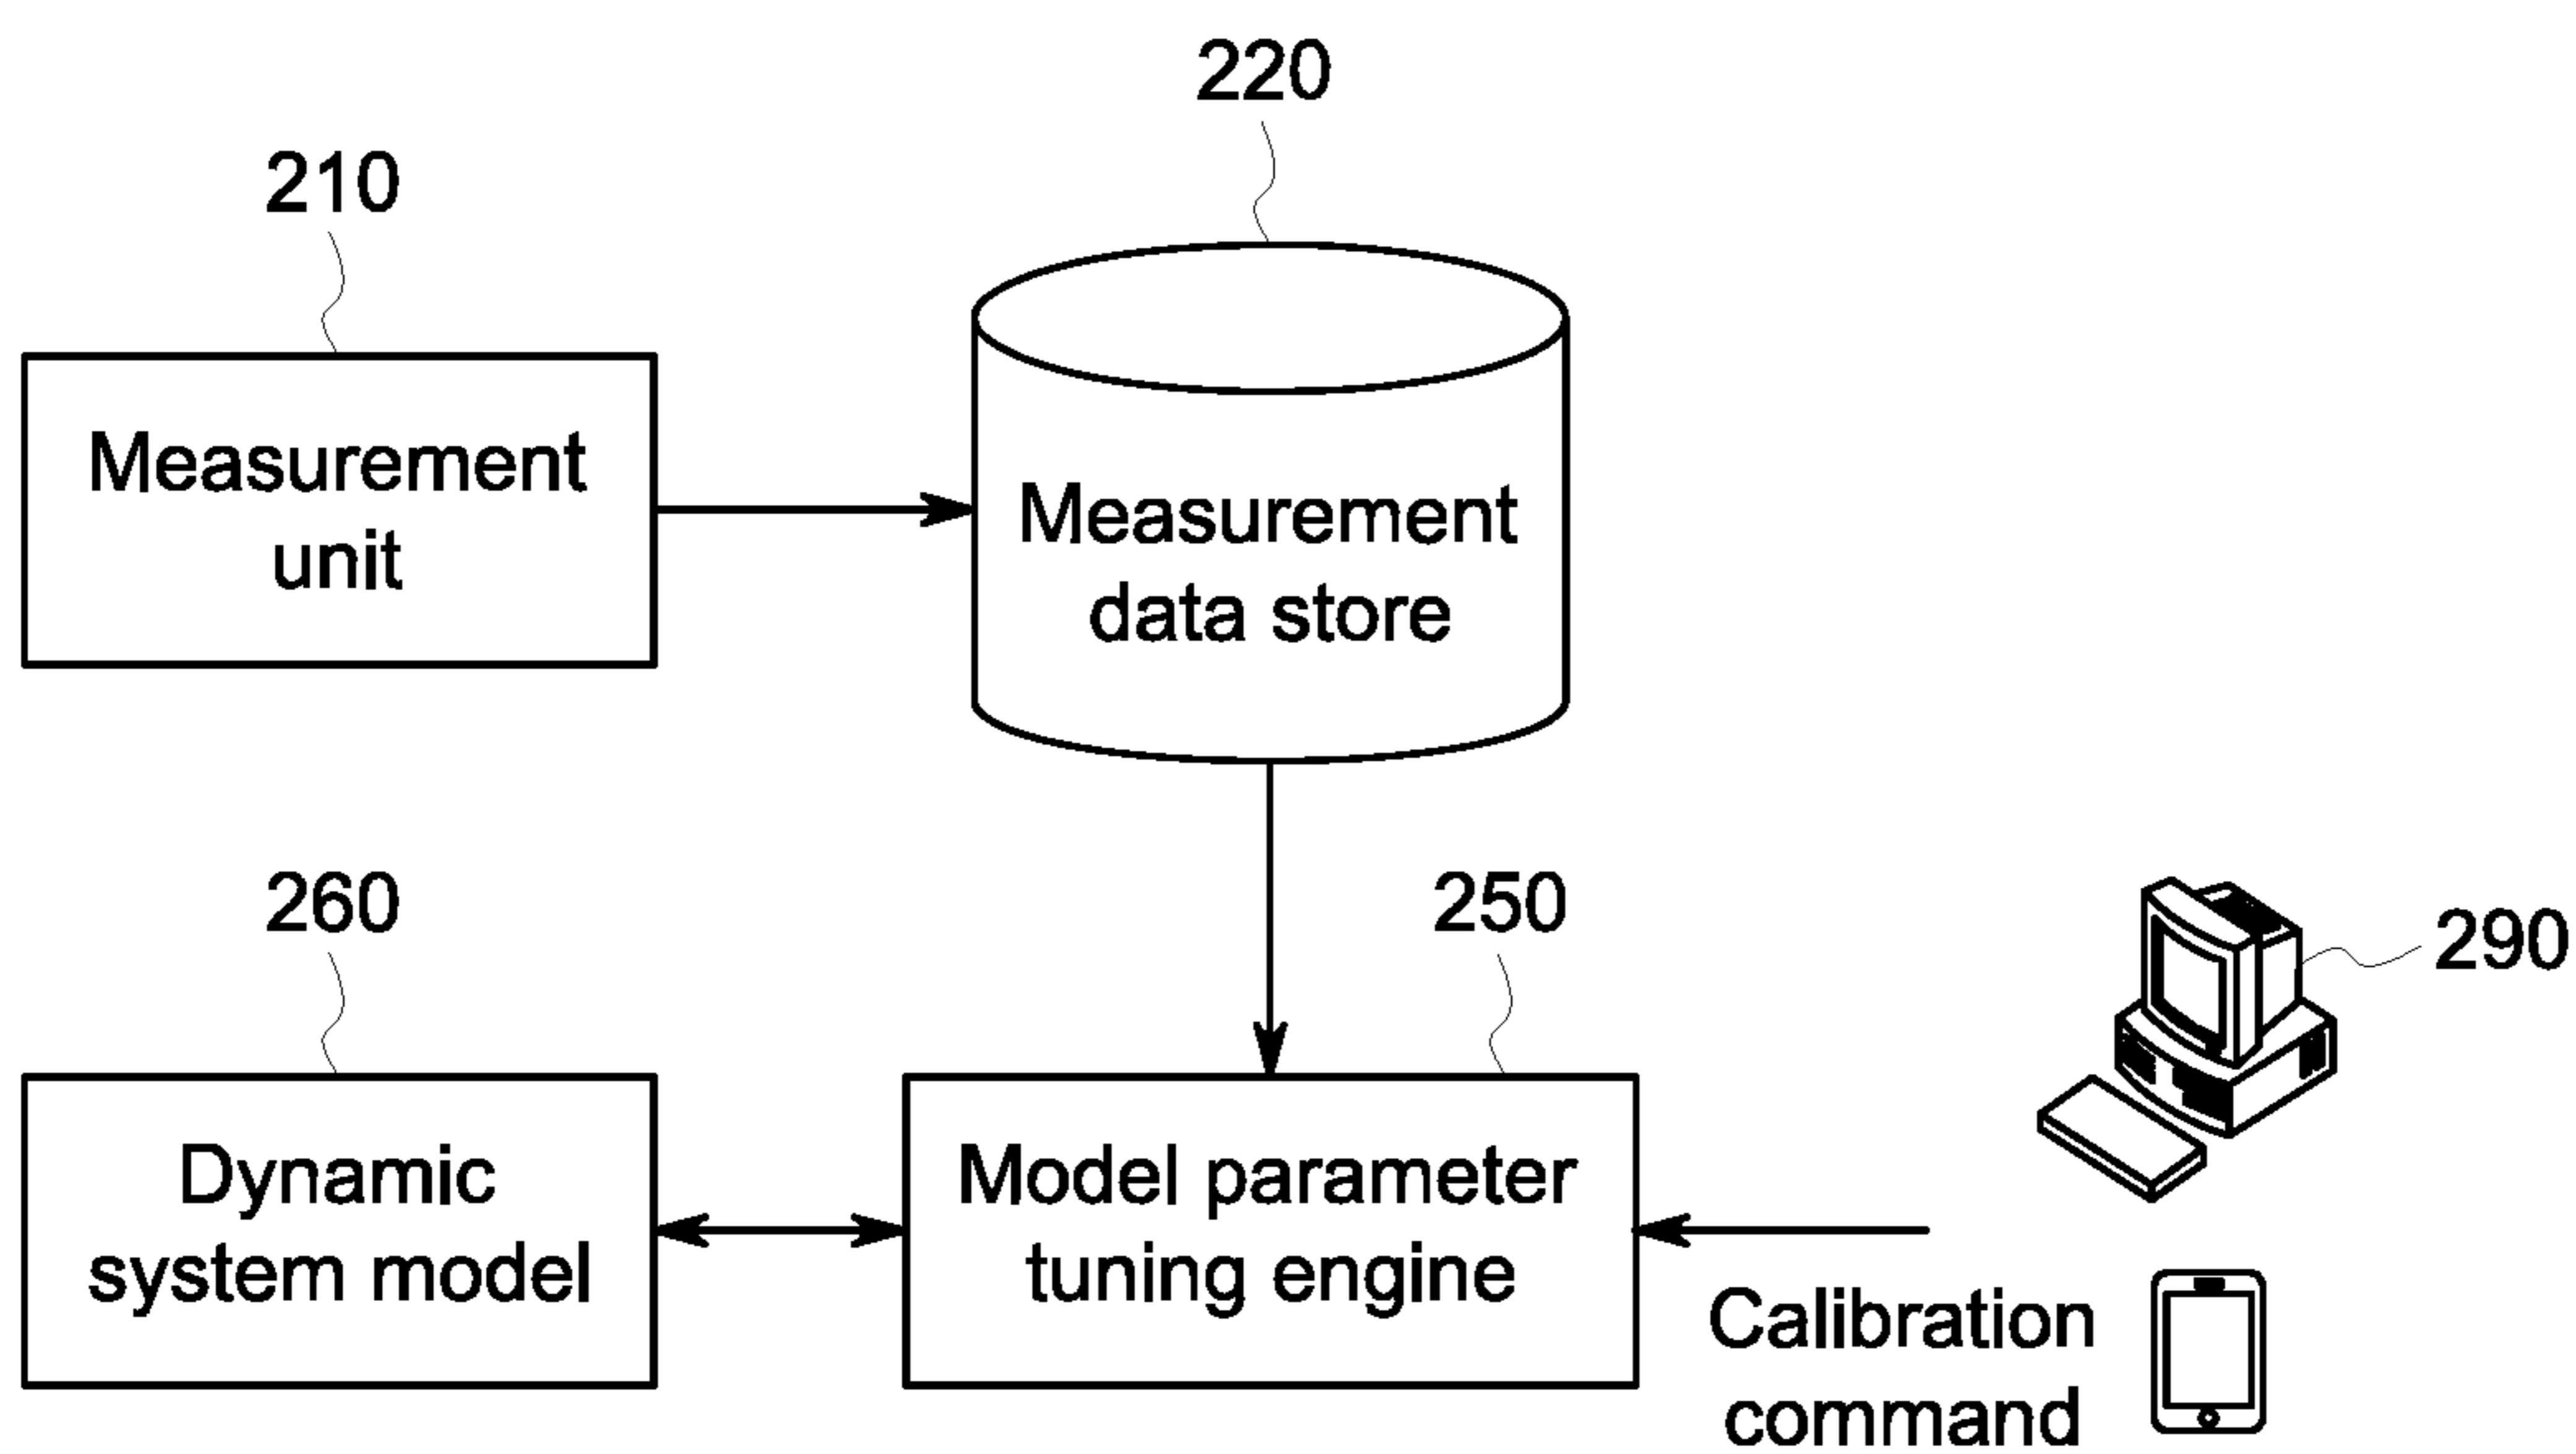 220
210
Measurement
unit
Measurement
data store
260
250
290
Dynamic
system model
Model parameter
tuning engine
Calibration
command